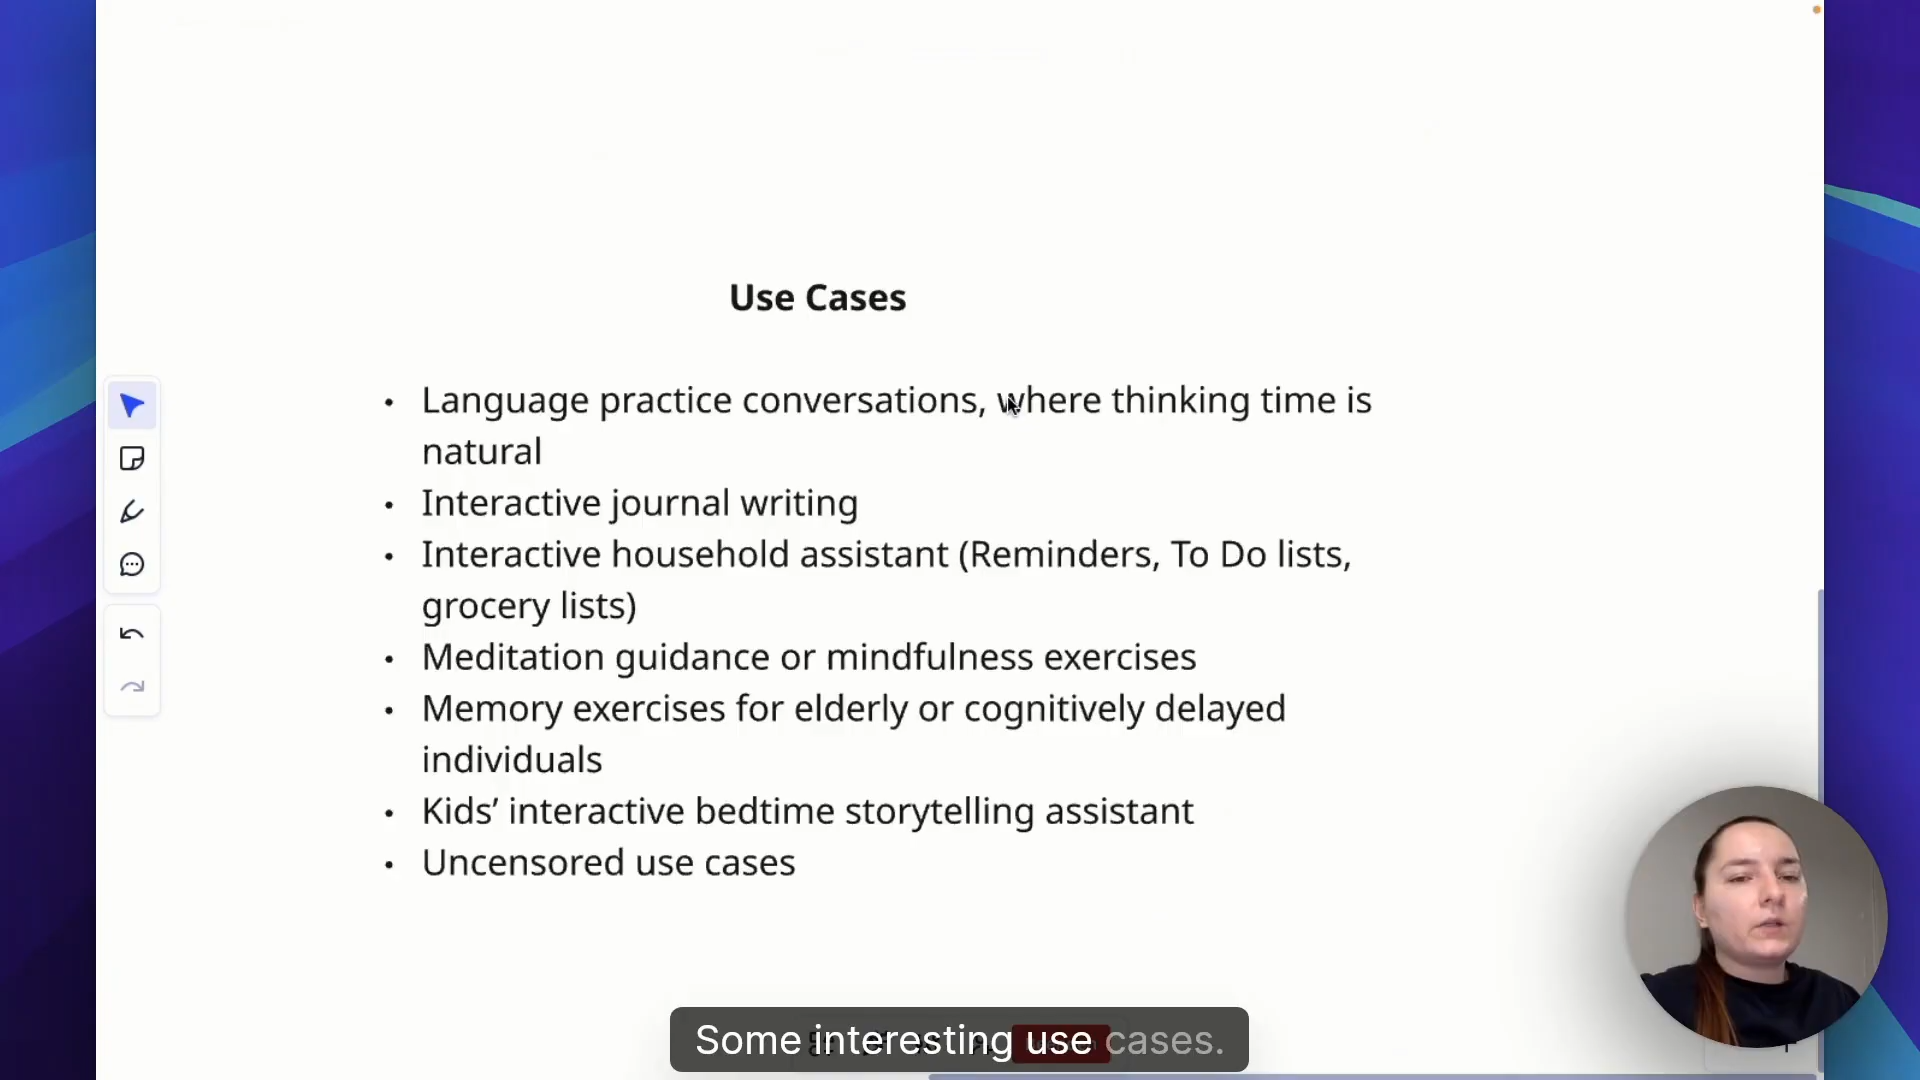 Use Cases
• Language practice conversations, where thinking time is
natural
• Interactive journal writing
• Interactive household assistant (Reminders, To Do lists,
grocery lists)
• Meditation guidance or mindfulness exercises
• Memory exercises for elderly or cognitively delayed
individuals
• Kids’ interactive bedtime storytelling assistant
• Uncensored use cases
Some interesting use cases.